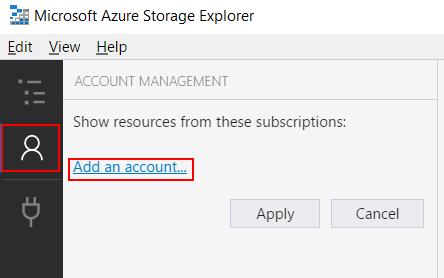 Microsoft Azure Storage Explorer
Edit View Help
ACCOUNT MANAGEMENT
Show resources from these subscriptions:
Add an account...
Apply Cancel